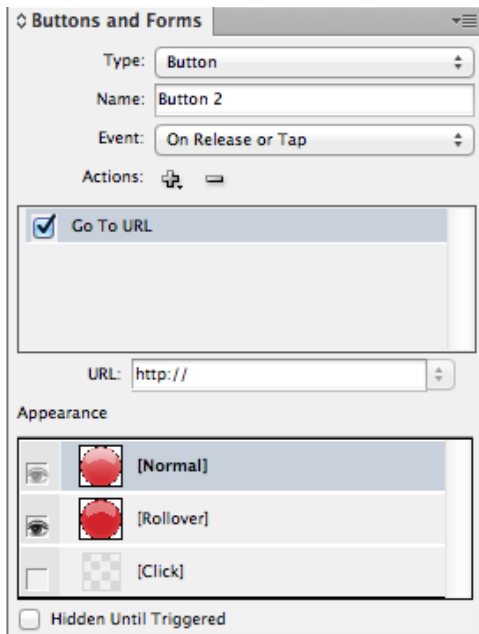 Buttons and Forms
Type: Button
Name: Button 2
Event: On Release or Tap
Actions:
Go To URL
URL: http://
Appearance
[Normal]
[Rollover]
[Click]
Hidden Until Triggered